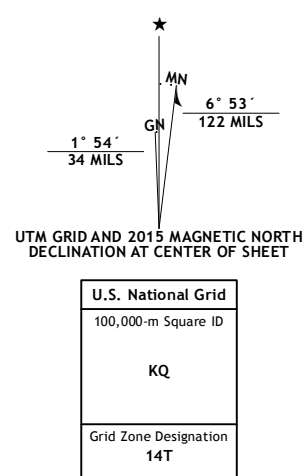 MN
GN
6° 53´
122 MILS
1° 54´
34 MILS
UTM GRID AND 2015 MAGNETIC NORTH
DECLINATION AT CENTER OF SHEET
U.S. National Grid
100,000-m Square ID
KQ
Grid Zone Designation
14T